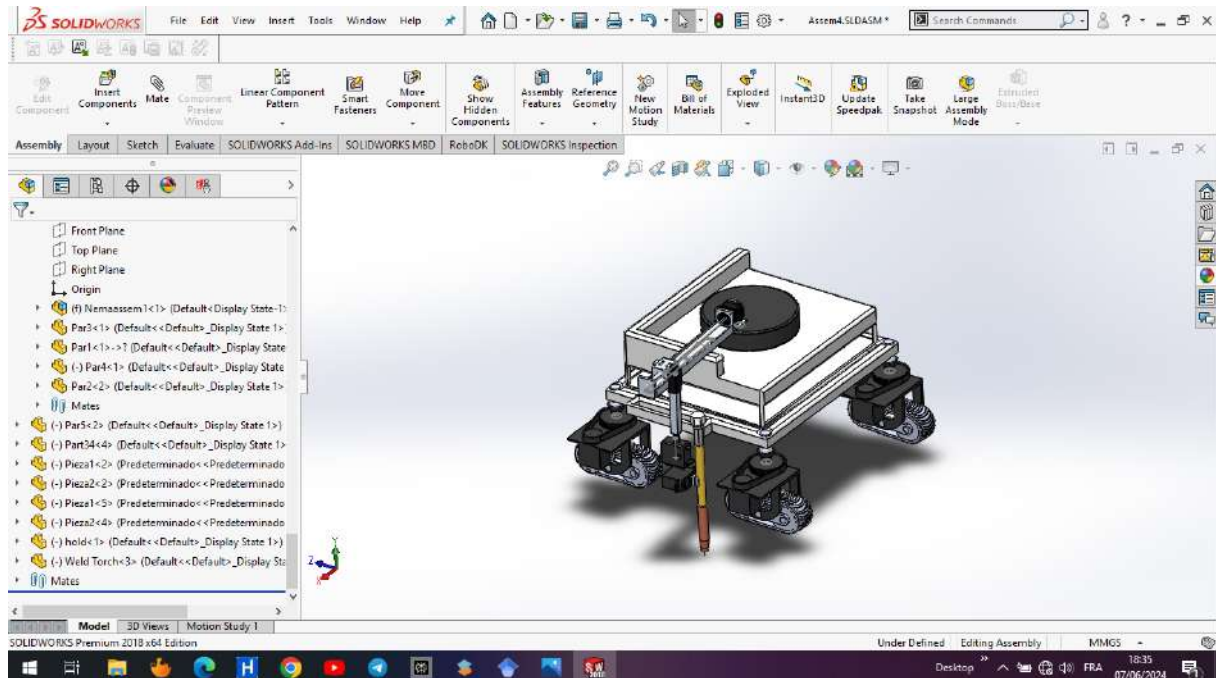 SOLIDWORKS File Edit View Insert Tools Window Help Assem4.SLDASM * Search Commands ?
Edit Component
Insert Components
Mate
Component Preview Window
Linear Component Pattern
Smart Fasteners
Move Component
Show Hidden Components
Assembly Features
Reference Geometry
New Motion Study
Bill of Materials
Exploded View
Instant3D
Update Speedpak
Take Snapshot
Large Assembly Mode
Extruded Boss/Base
Assembly Layout Sketch Evaluate SOLIDWORKS Add-Ins SOLIDWORKS MBD RoboDK SOLIDWORKS Inspection
Front Plane
Top Plane
Right Plane
Origin
(f) Nemaassem1<1> (Default<Display State-1>
Par3<1> (Default<<Default>_Display State 1>
Par1<1>->? (Default<<Default>_Display State
(-) Par4<1> (Default<<Default>_Display State
Par2<2> (Default<<Default>_Display State 1>
Mates
(-) Par5<2> (Default<<Default>_Display State 1>)
(-) Part34<4> (Default<<Default>_Display State 1>
(-) Pieza1<2> (Predeterminado<<Predeterminado
(-) Pieza2<2> (Predeterminado<<Predeterminado
(-) Pieza1<5> (Predeterminado<<Predeterminado
(-) Pieza2<4> (Predeterminado<<Predeterminado
(-) hold<1> (Default<<Default>_Display State 1>)
(-) Weld Torch<3> (Default<<Default>_Display Sta
Mates
Y
Z
X
Model 3D Views Motion Study 1
SOLIDWORKS Premium 2018 x64 Edition Under Defined Editing Assembly MMGS
Desktop FRA 18:35
07/06/2024